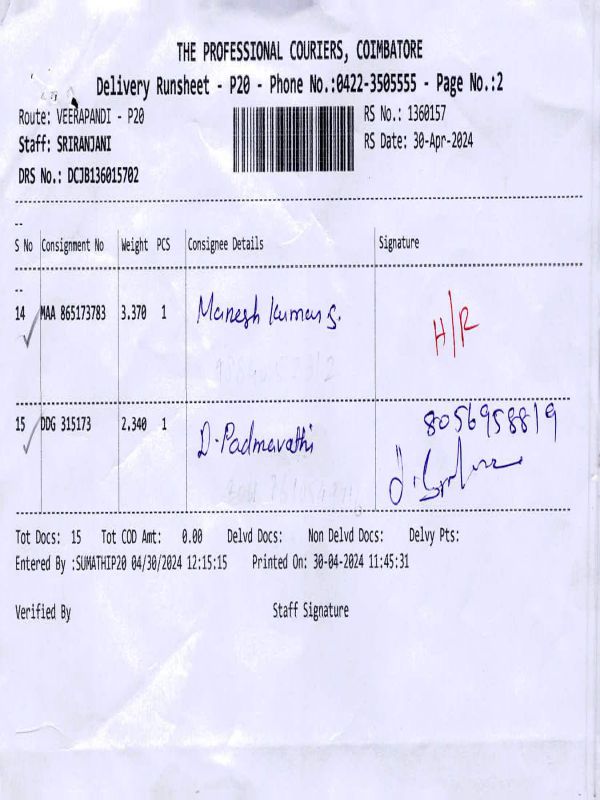 THE PROFESSIONAL COURIERS, COIMBATORE
Delivery Runsheet - P20 - Phone No.:0422-3505555 - Page No.:2
Route: VEERAPANDI - P20 RS No.: 1360157
Staff: SRIRANJANI RS Date: 30-Apr-2024
DRS No.: DCJB136015702
S No Consignment No Weight PCS Consignee Details Signature
14 MAA 865173783 3.370 1 Manesh Kumar S. H/R
15 DDG 315173 2.340 1 D. Padmavathi 8056958819
Tot Docs: 15 Tot COD Amt: 0.00 Delvd Docs: Non Delvd Docs: Delvy Pts:
Entered By :SUMATHIP20 04/30/2024 12:15:15 Printed On: 30-04-2024 11:45:31
Verified By Staff Signature